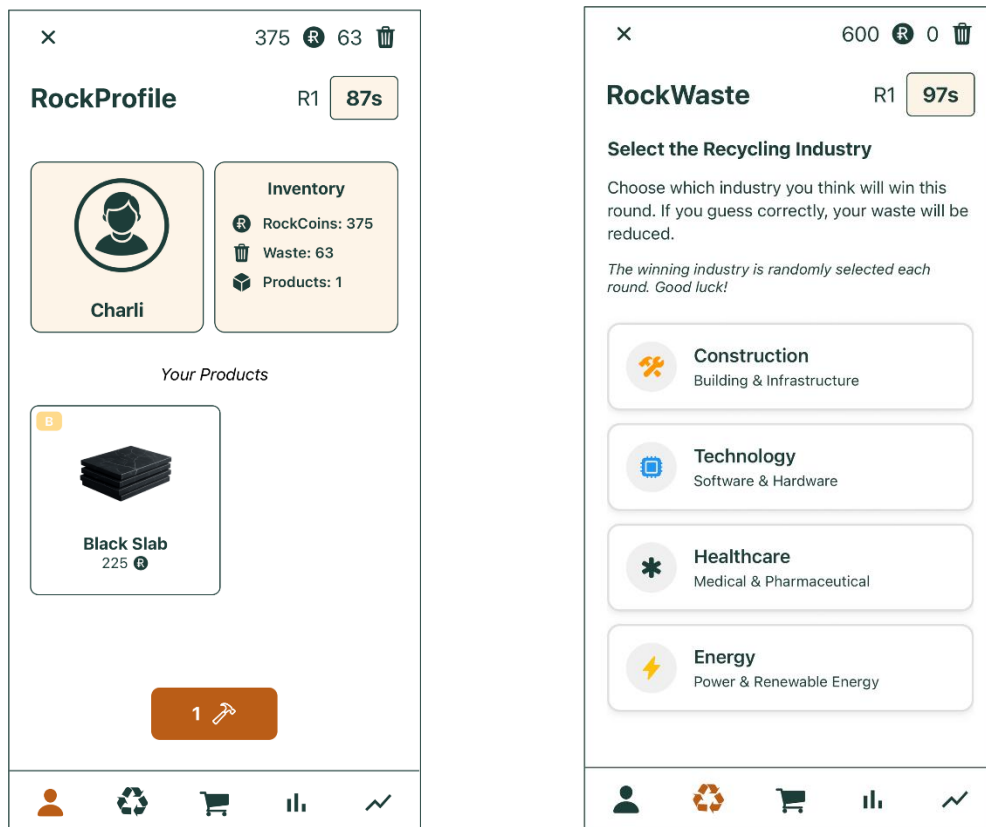 375 63
RockProfile R1 87s
Inventory
RockCoins: 375
Waste: 63
Products: 1
Charli
Your Products
B
Black Slab
225
1
600 0
RockWaste R1 97s
Select the Recycling Industry
Choose which industry you think will win this
round. If you guess correctly, your waste will be
reduced.
The winning industry is randomly selected each
round. Good luck!
Construction
Building & Infrastructure
Technology
Software & Hardware
Healthcare
Medical & Pharmaceutical
Energy
Power & Renewable Energy